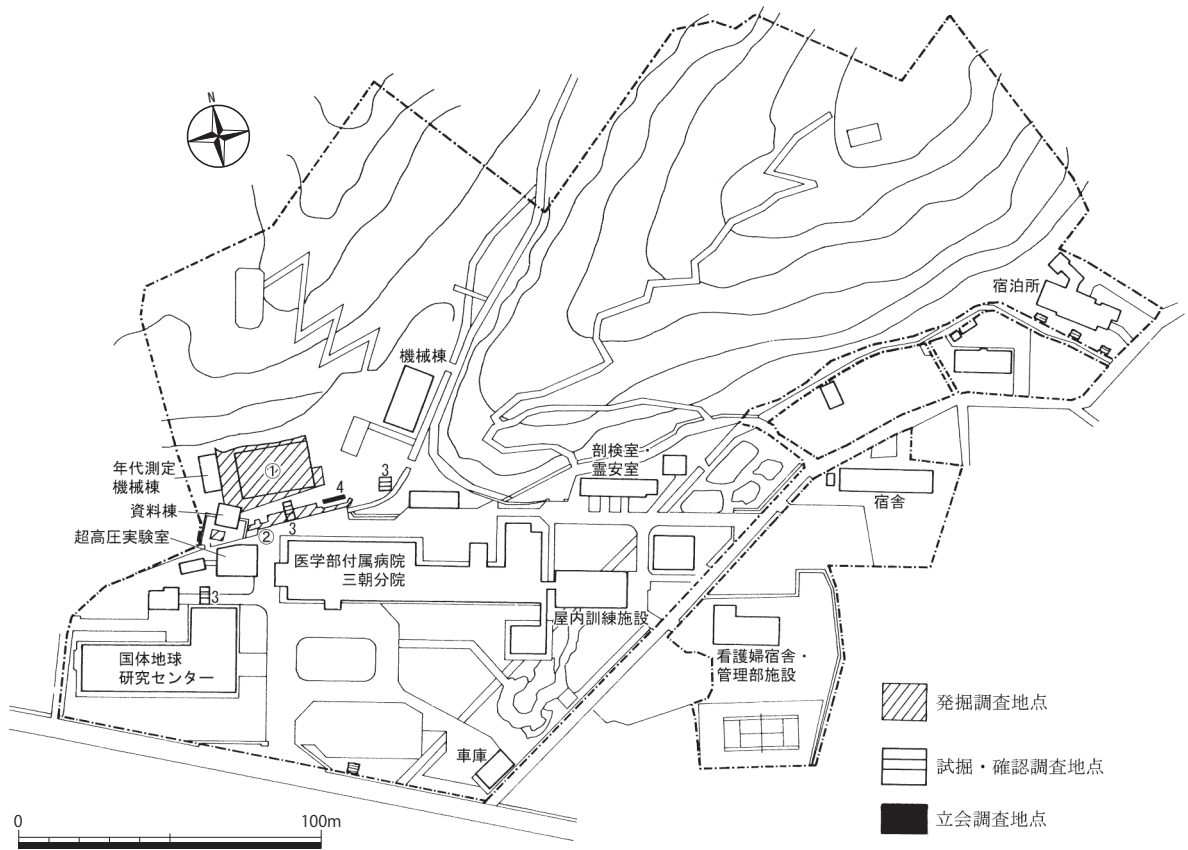 N
宿泊所
機械棟
剖検室・
霊安室
年代測定
機械棟
①
3
4
宿舎
資料棟
3
②
超高圧実験室
医学部付属病院
三朝分院
3
屋内訓練施設
国体地球
研究センター
看護婦宿舎・
管理部施設
発掘調査地点
車庫
試掘・確認調査地点
立会調査地点
0
100m